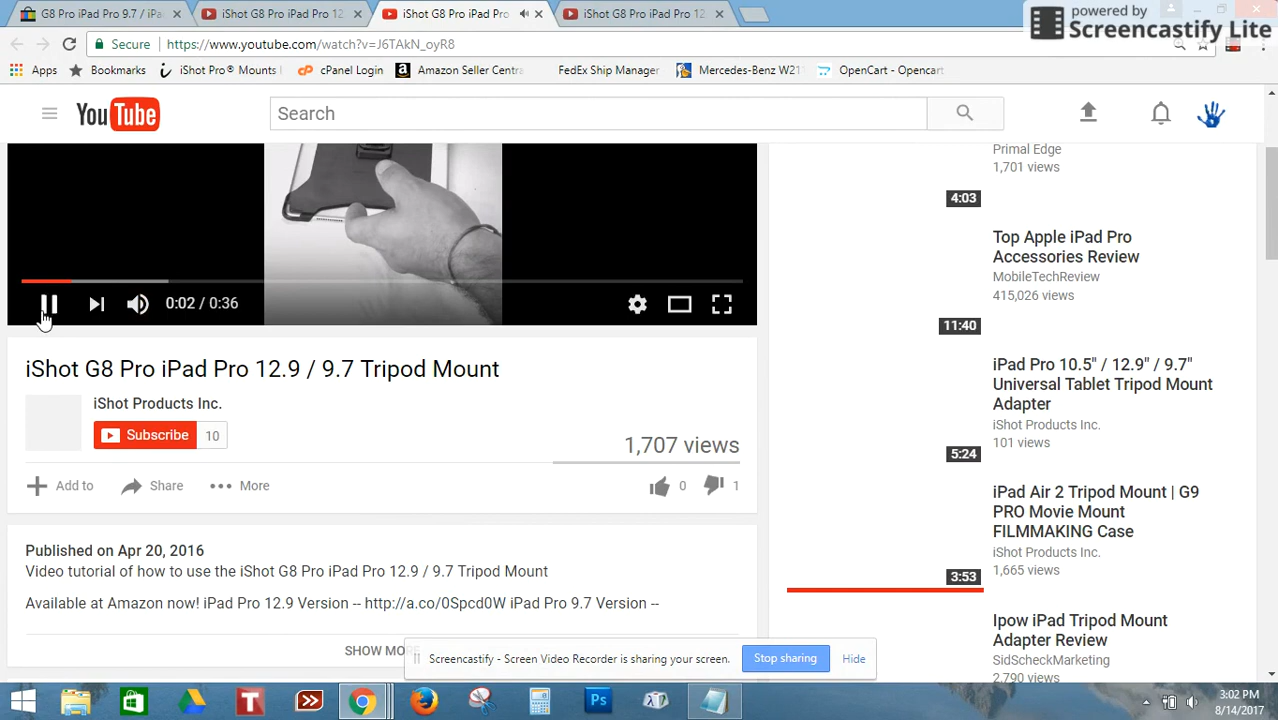 G8 Pro iPad Pro 9.7 / iPa
iShot G8 Pro iPad Pro 12
iShot G8 Pro iPad Pro
iShot G8 Pro iPad Pro 12
powered by
Screencastify Lite
Secure
https://www.youtube.com/watch?v=J6TAkN_oyR8
Apps
Bookmarks
iShot Pro® Mounts
cPanel Login
Amazon Seller Centra
FedEx Ship Manager
Mercedes-Benz W21
OpenCart - Opencart
YouTube
Search
0:02 / 0:36
iShot G8 Pro iPad Pro 12.9 / 9.7 Tripod Mount
iShot Products Inc.
Subscribe 10
1,707 views
Add to
Share
More
0
1
Published on Apr 20, 2016
Video tutorial of how to use the iShot G8 Pro iPad Pro 12.9 / 9.7 Tripod Mount
Available at Amazon now! iPad Pro 12.9 Version -- http://a.co/0Spcd0W iPad Pro 9.7 Version --
SHOW MO
Primal Edge
1,701 views
4:03
Top Apple iPad Pro
Accessories Review
MobileTechReview
415,026 views
11:40
iPad Pro 10.5" / 12.9" / 9.7"
Universal Tablet Tripod Mount
Adapter
iShot Products Inc.
101 views
5:24
iPad Air 2 Tripod Mount | G9
PRO Movie Mount
FILMMAKING Case
iShot Products Inc.
1,665 views
3:53
Ipow iPad Tripod Mount
Adapter Review
SidScheckMarketing
2,790 views
Screencastify - Screen Video Recorder is sharing your screen.
Stop sharing
Hide
T
Ps
3:02 PM
8/14/2017